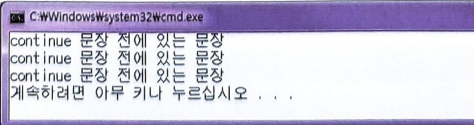 C:₩Windows₩system32₩cmd.exe
continue 문장 전에 있는 문장
continue 문장 전에 있는 문장
continue 문장 전에 있는 문장
계속하려면 아무 키나 누르십시오 . . .